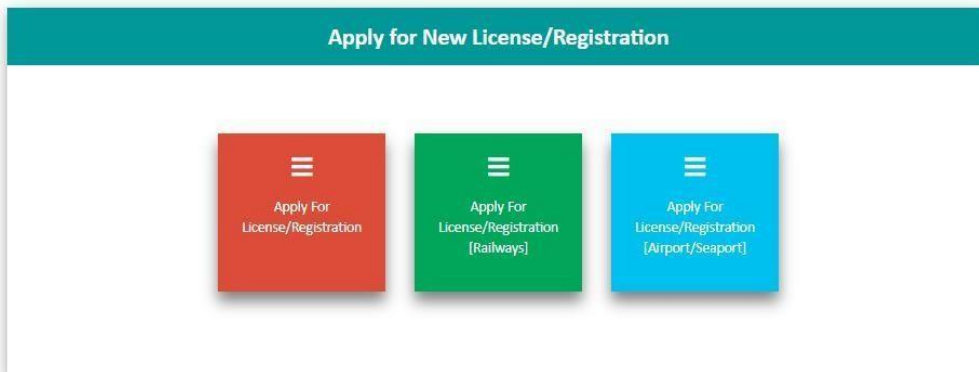 Apply for New License/Registration
Apply For
License/Registration
Apply For
License/Registration
[Railways]
Apply For
License/Registration
[Airport/Seaport]